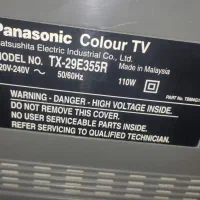 Panasonic Colour TV
Matsushita Electric Industrial Co., Ltd.
MODEL NO. TX-29E355R
220V-240V ~ 50/60Hz 110W Made in Malaysia
PART No.
WARNING - DANGER - HIGH VOLTAGE INSIDE
DO NOT REMOVE THIS COVER.
NO USER SERVICEABLE PARTS INSIDE.
REFER SERVICING TO QUALIFIED TECHNICIAN.